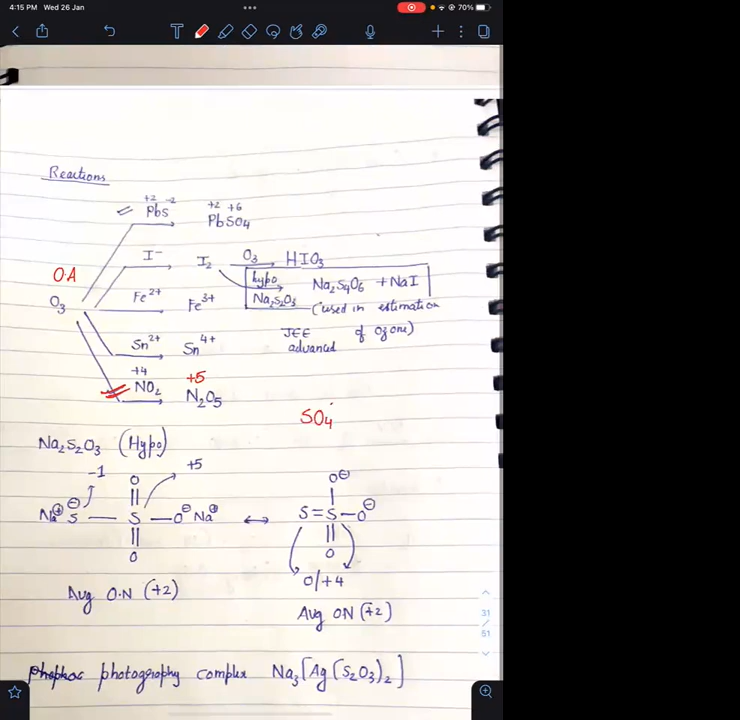 4:15 PM Wed 26 Jan
70%
Reactions
+2 -2
PbS
+2 +6
PbSO4
I⁻
I2
O3
HIO3
O·A
hypo
Na2S2O3
Na2S4O6 + NaI
(used in estimation
of Ozone)
JEE
advanced
O3
Fe²⁺
Fe³⁺
Sn²⁺
Sn⁴⁺
+4
NO2
+5
N2O5
SO4
Na2S2O3 (Hypo)
-1
+5
O
O⊖
Na⊕ S⊖ — S — O⊖ Na⊕ ↔ S=S—O⊖
O
O
0/+4
Avg O·N (+2)
Avg ON (+2)
photography complex Na3[Ag(S2O3)2]
31
/
51